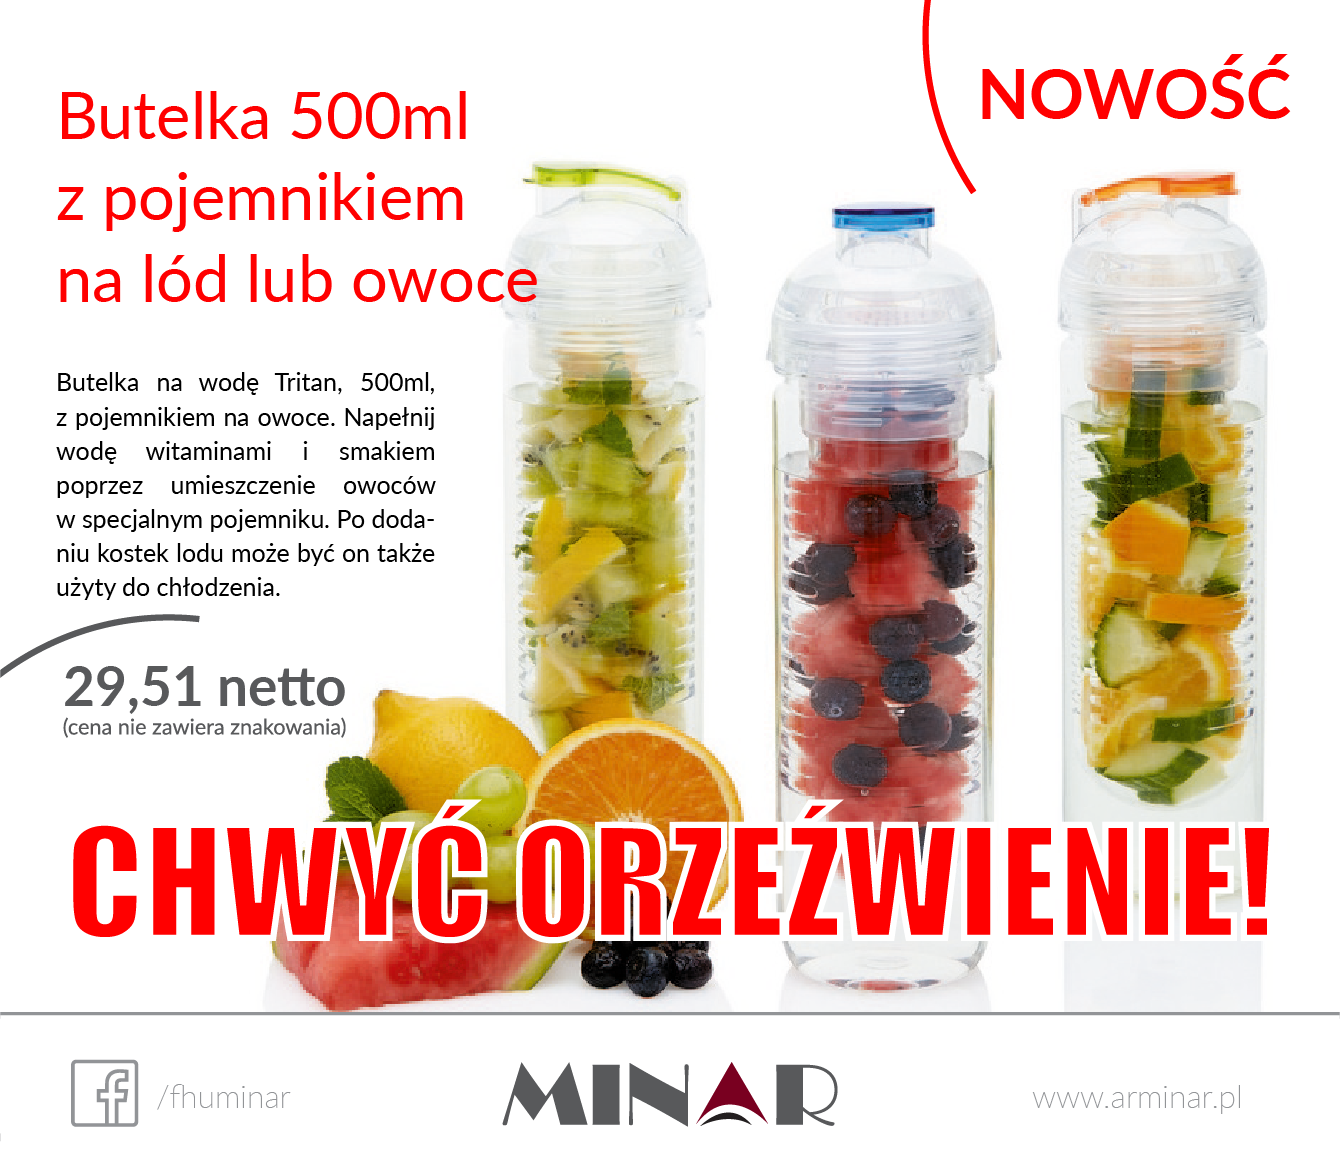 NOWOŚĆ
Butelka 500ml
z pojemnikiem
na lód lub owoce
Butelka na wodę Tritan, 500ml,
z pojemnikiem na owoce. Napełnij
wodę witaminami i smakiem
poprzez umieszczenie owoców
w specjalnym pojemniku. Po doda-
niu kostek lodu może być on także
użyty do chłodzenia.
29,51 netto
(cena nie zawiera znakowania)
CHWYĆ ORZEŹWIENIE!
/fhuminar
MINAR
www.arminar.pl